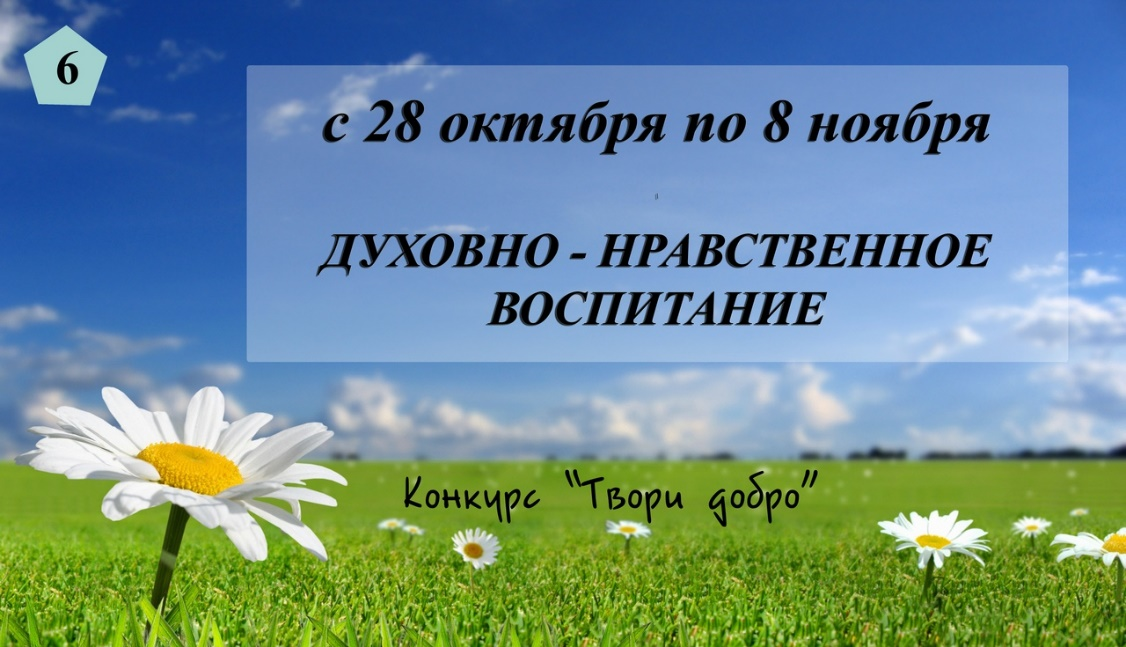 6
с 28 октября по 8 ноября
ДУХОВНО - НРАВСТВЕННОЕ
ВОСПИТАНИЕ
Конкурс "Твори добро"